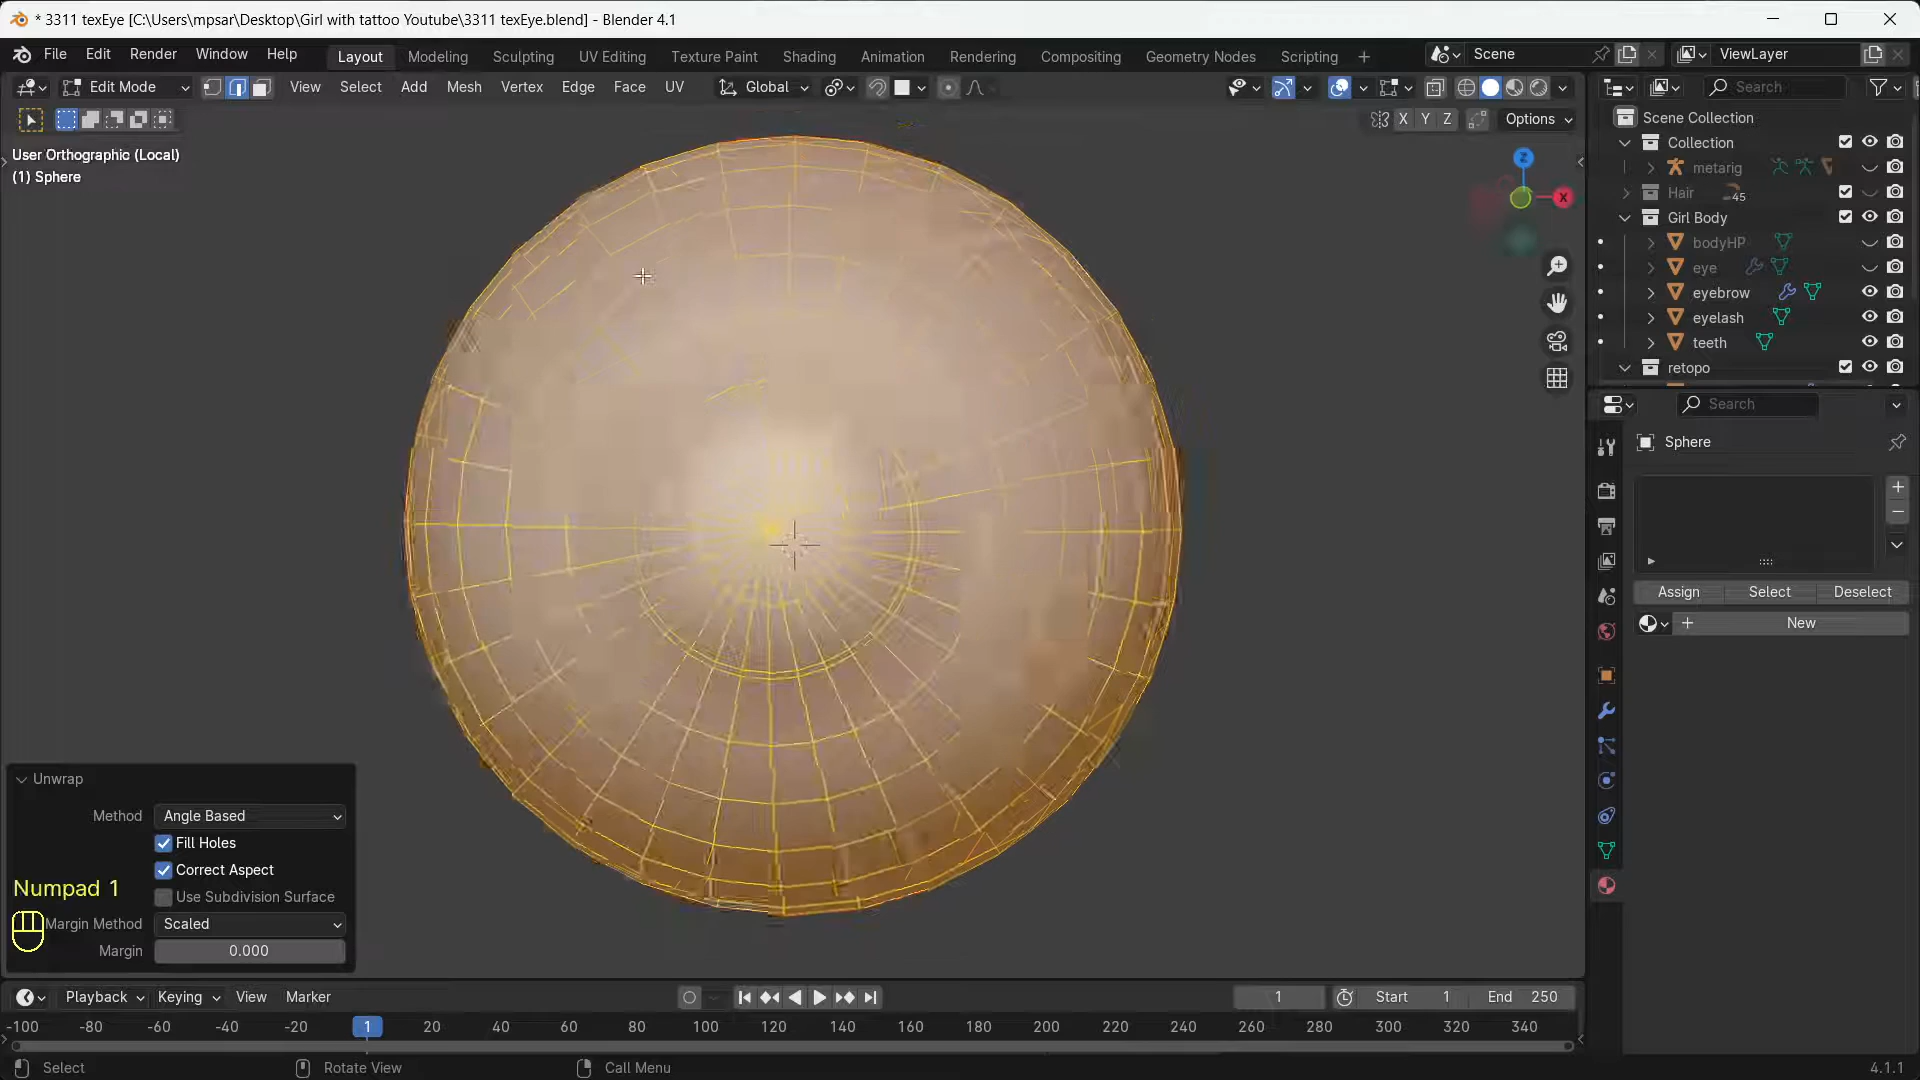 * 3311 texEye [C:\Users\mpsar\Desktop\Girl with tattoo Youtube\3311 texEye.blend] - Blender 4.1
File Edit Render Window Help Layout Modeling Sculpting UV Editing Texture Paint Shading Animation Rendering Compositing Geometry Nodes Scripting + Scene ViewLayer
Edit Mode View Select Add Mesh Vertex Edge Face UV Global Search
X Y Z Options
Scene Collection
User Orthographic (Local)
(1) Sphere
Z
X
Collection
metarig
Hair 45
Girl Body
bodyHP
eye
eyebrow
eyelash
teeth
retopo
Search
Sphere
Assign Select Deselect
New
Unwrap
Method Angle Based
Fill Holes
Correct Aspect
Numpad 1
Use Subdivision Surface
Margin Method Scaled
Margin 0.000
Playback Keying View Marker 1 Start 1 End 250
-100 -80 -60 -40 -20 1 20 40 60 80 100 120 140 160 180 200 220 240 260 280 300 320 340
Select Rotate View Call Menu 4.1.1